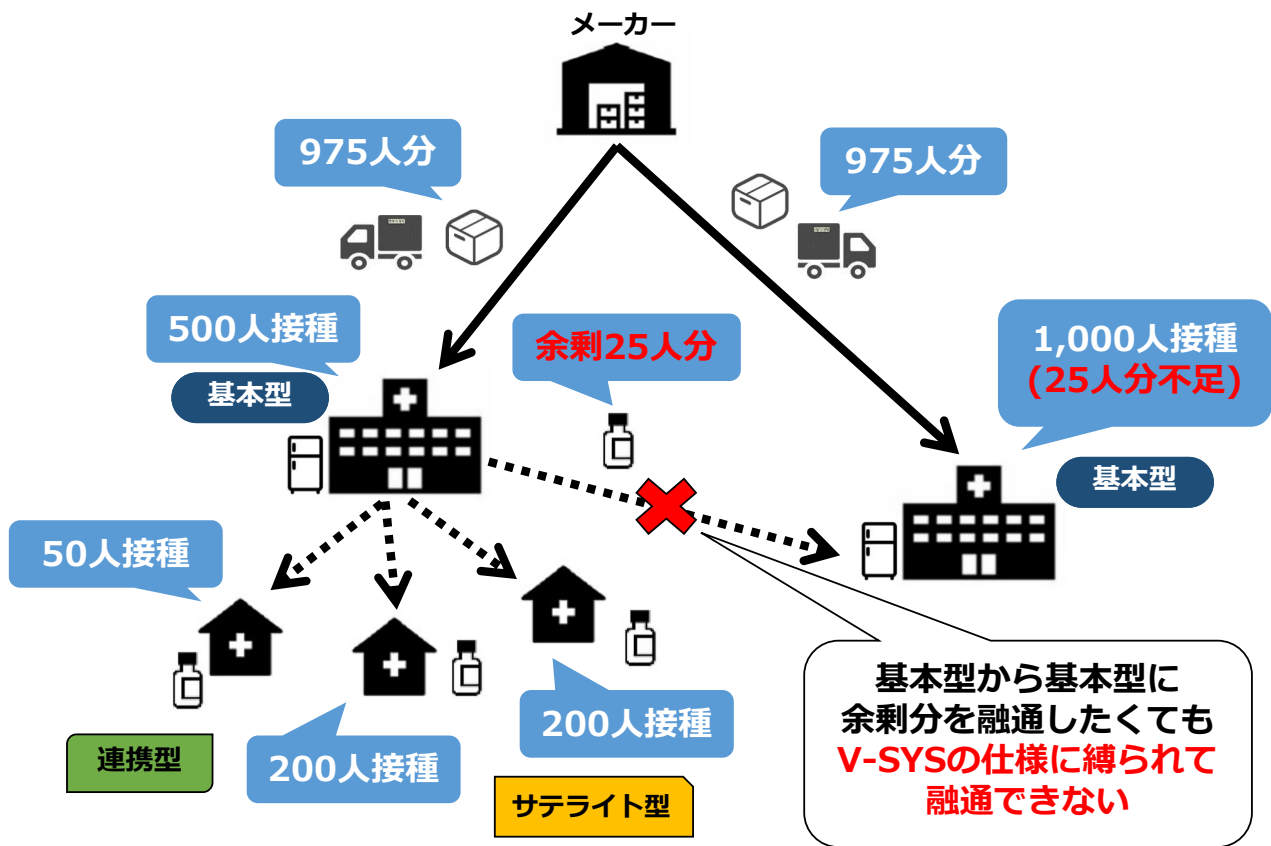 メーカー
975人分
975人分
500人接種
余剰25人分
1,000人接種
(25人分不足)
基本型
基本型
50人接種
200人接種
200人接種
連携型
サテライト型
基本型から基本型に
余剰分を融通したくても
V-SYSの仕様に縛られて
融通できない